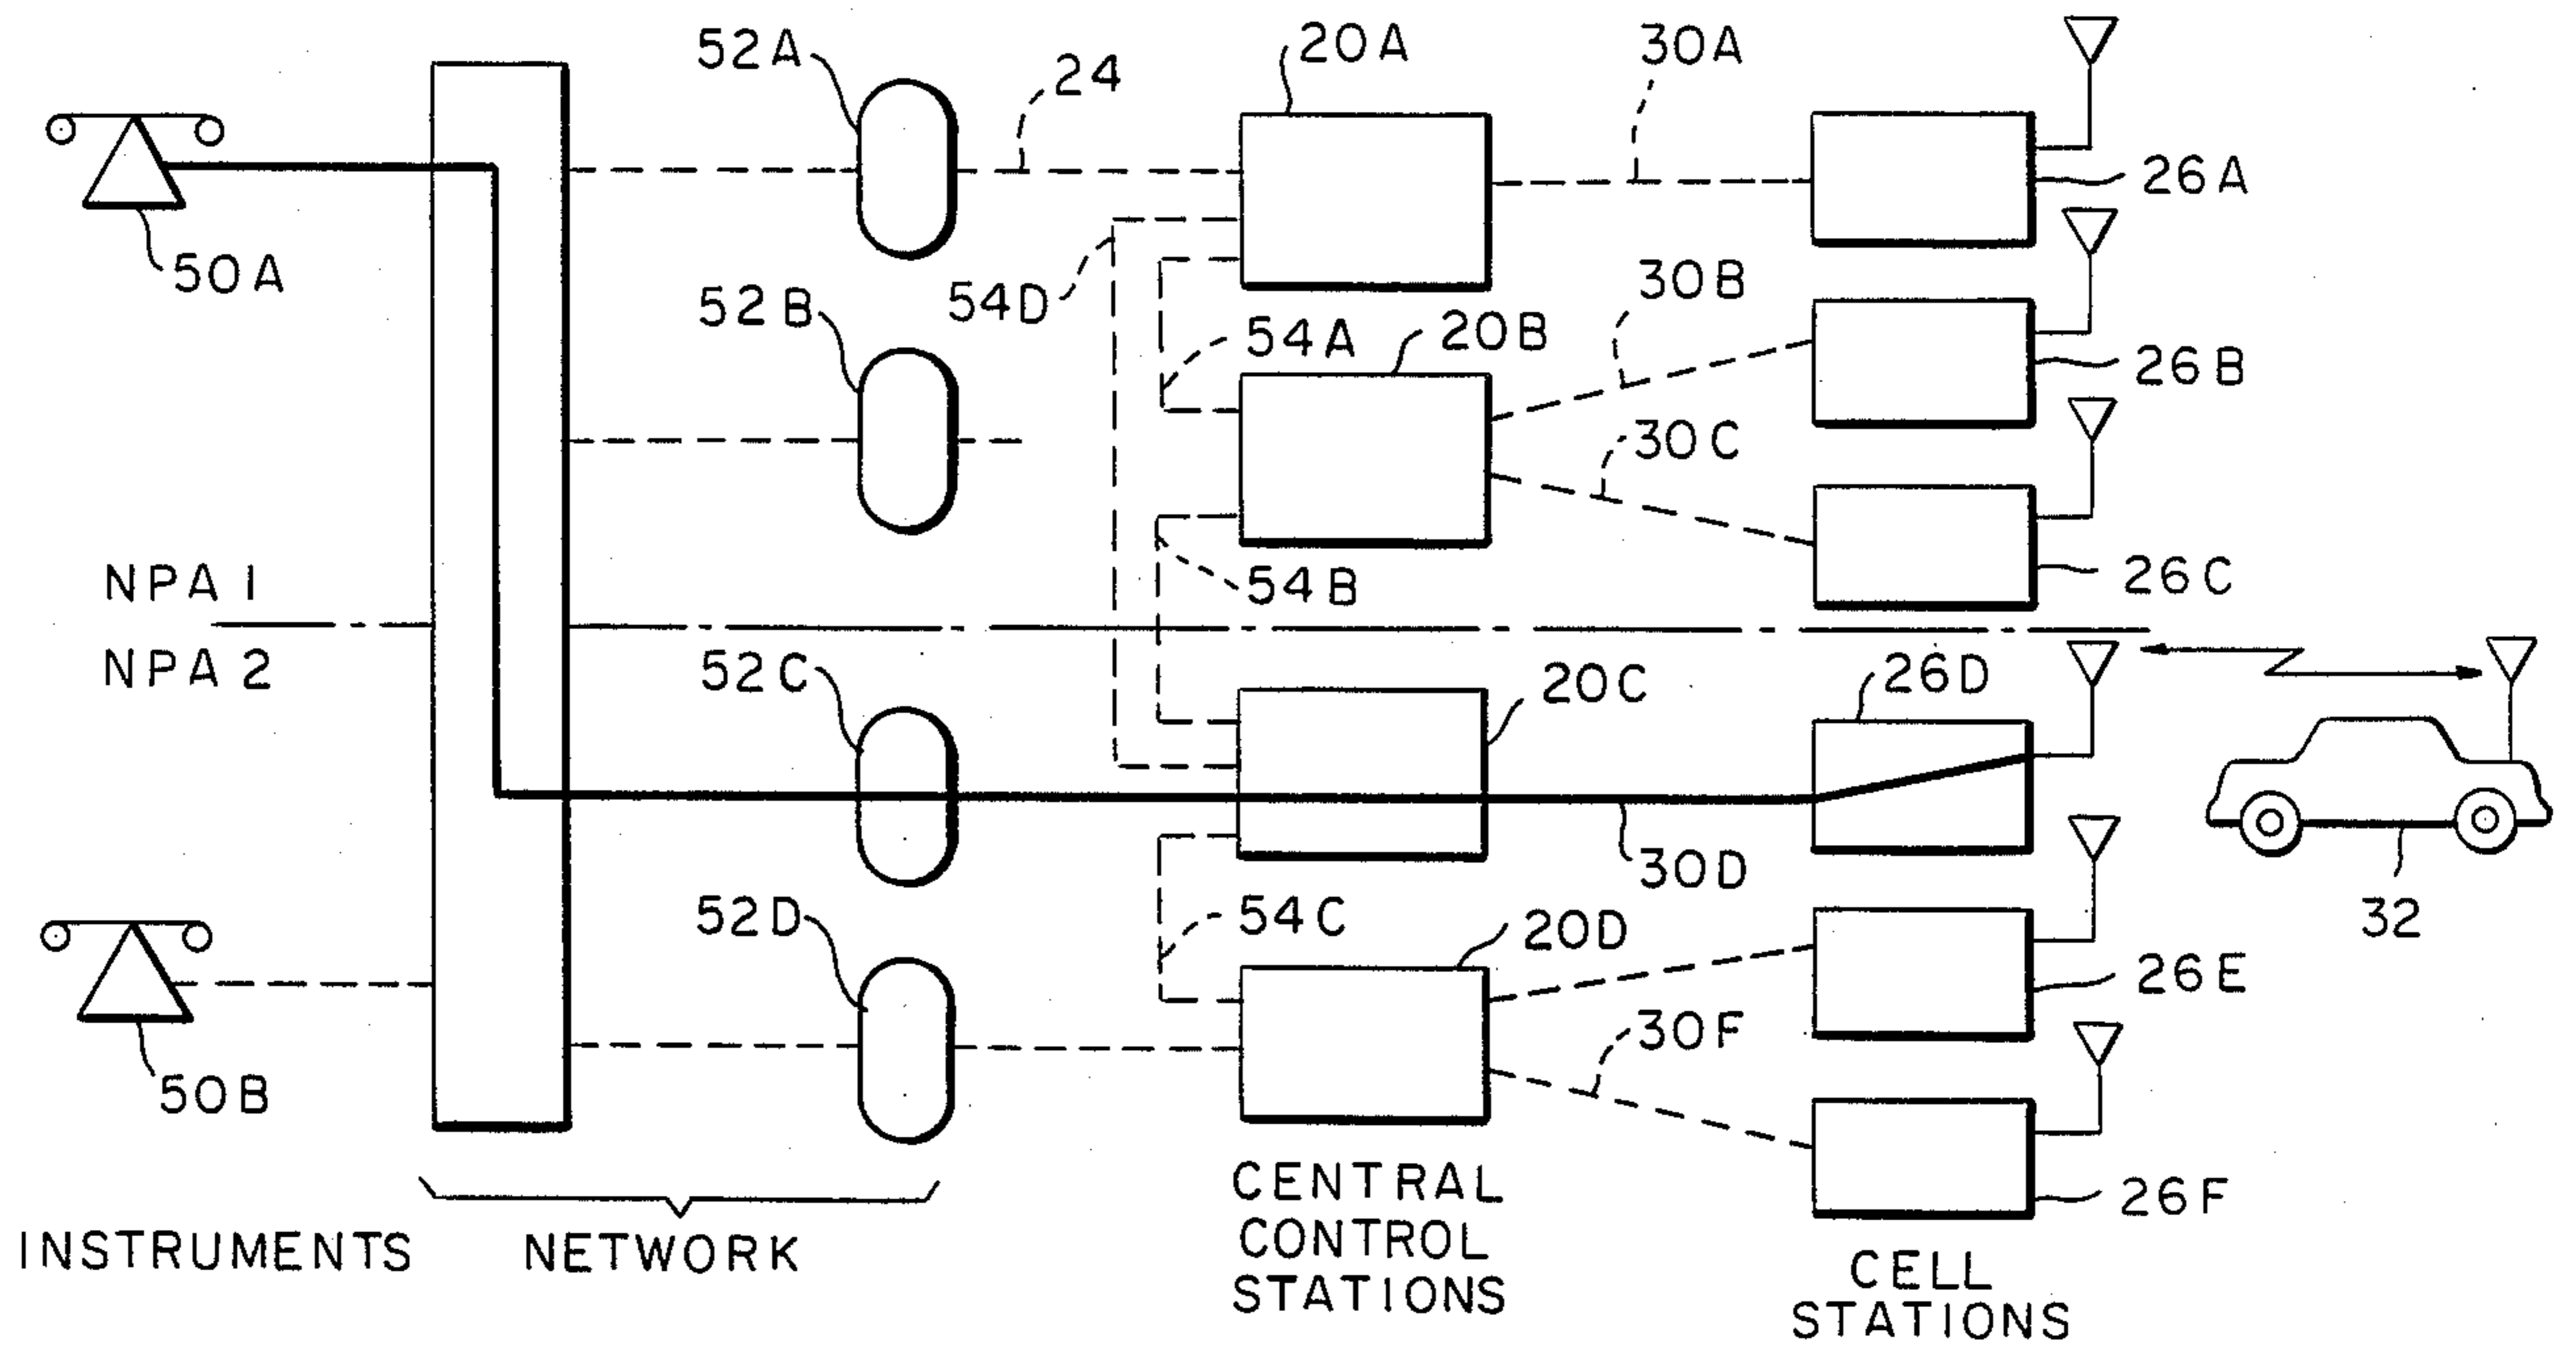 52A
24
20A
30A
26A
50A
54D
30B
52B
54A
20B
26B
30C
26C
54B
NPA 1
NPA 2
52C
20C
26D
30D
32
52D
54C
20D
26E
30F
50B
26F
INSTRUMENTS
NETWORK
CENTRAL
CONTROL
STATIONS
CELL
STATIONS